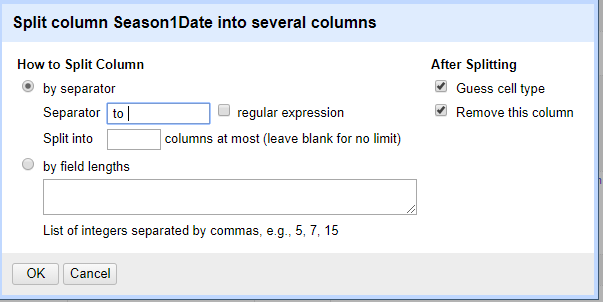 Split column Season1Date into several columns
How to Split Column
by separator
Separator to regular expression
Split into columns at most (leave blank for no limit)
by field lengths
List of integers separated by commas, e.g., 5, 7, 15
After Splitting
Guess cell type
Remove this column
OK Cancel